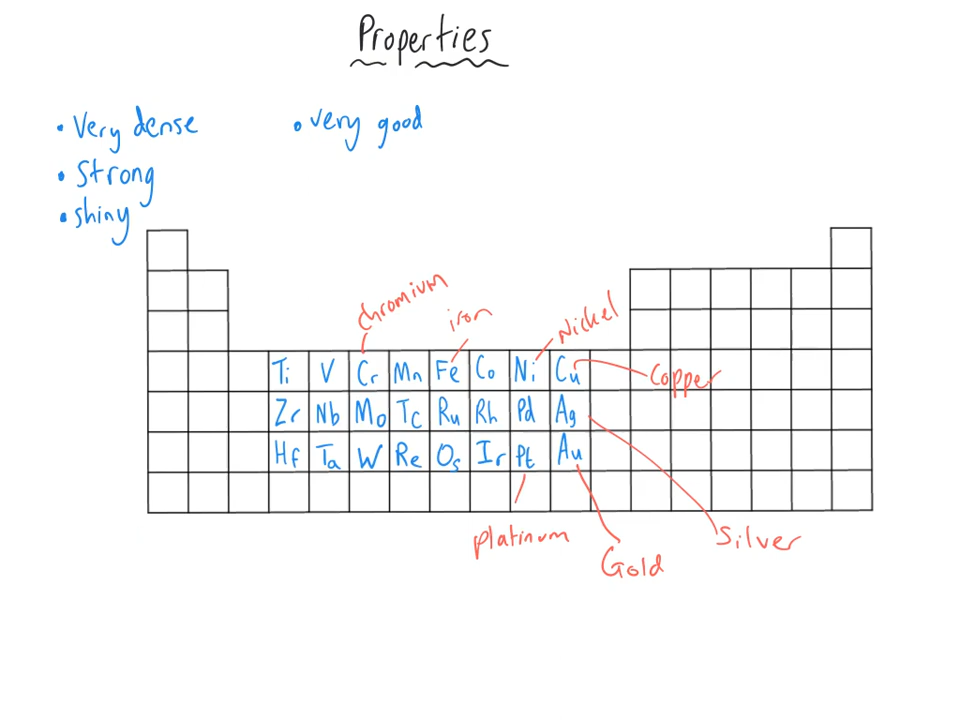 Properties
• Very dense
• Strong
• shiny
• very good
chromium
iron
Nickel
Ti V Cr Mn Fe Co Ni Cu
Copper
Zr Nb Mo Tc Ru Rh Pd Ag
Hf Ta W Re Os Ir Pt Au
platinum
Silver
Gold